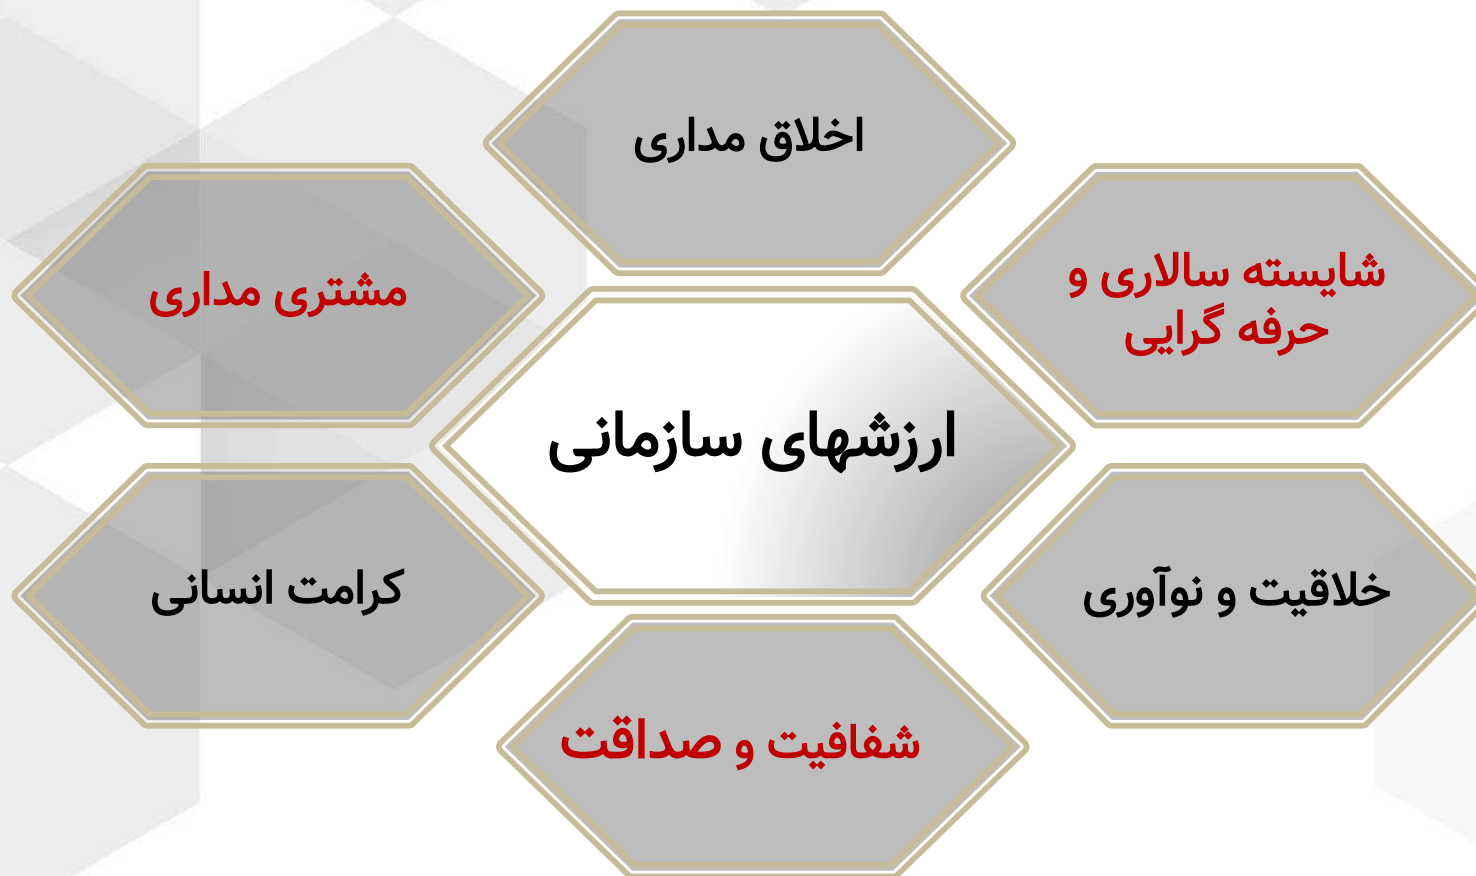 اخلاق مداری
شایسته سالاری و
حرفه گرایی
مشتری مداری
ارزشهای سازمانی
خلاقیت و نوآوری
کرامت انسانی
شفافیت و صداقت